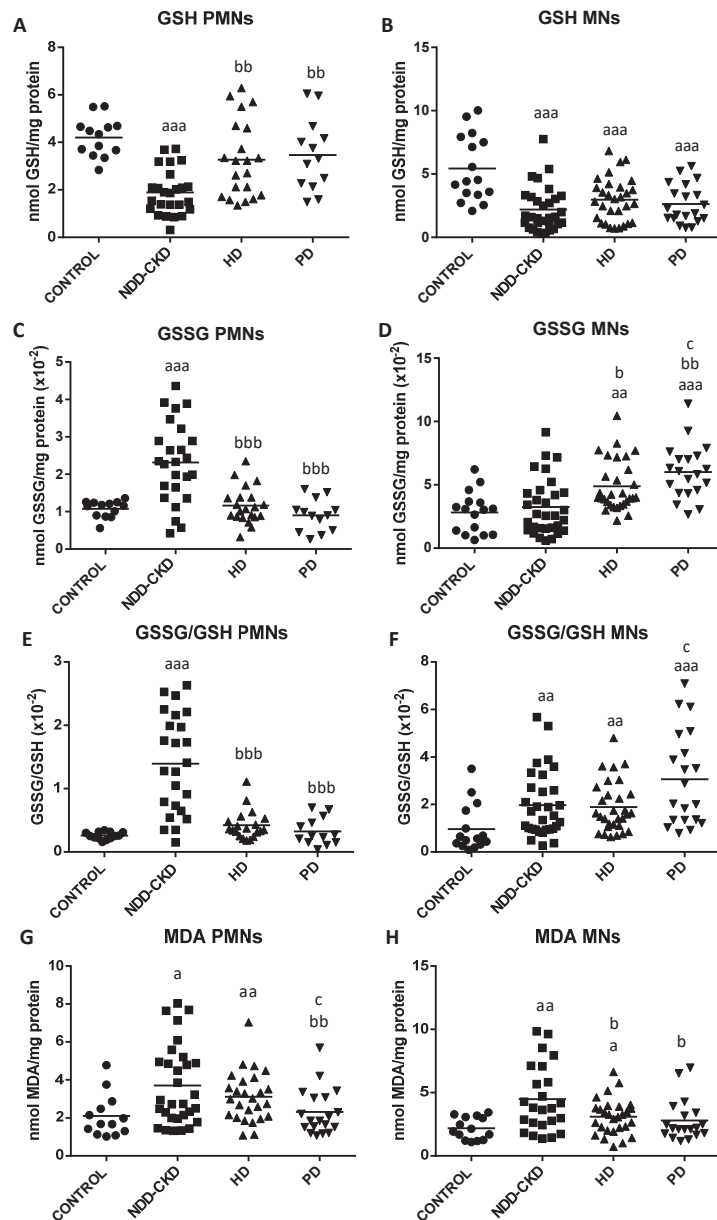 A
GSH PMNs
nmol GSH/mg protein
8
6
4
2
0
aaa
bb
bb
CONTROL
NDD-CKD
HD
PD
B
GSH MNs
nmol GSH/mg protein
15
10
5
0
aaa
aaa
aaa
CONTROL
NDD-CKD
HD
PD
C
GSSG PMNs
nmol GSSG/mg protein (x10-2)
5
4
3
2
1
0
aaa
bbb
bbb
CONTROL
NDD-CKD
HD
PD
D
GSSG MNs
nmol GSSG/mg protein (x10-2)
15
10
5
0
b
aa
c
bb
aaa
CONTROL
NDD-CKD
HD
PD
E
GSSG/GSH PMNs
GSSG/GSH (x10-2)
3
2
1
0
aaa
bbb
bbb
CONTROL
NDD-CKD
HD
PD
F
GSSG/GSH MNs
GSSG/GSH (x10-2)
8
6
4
2
0
aa
aa
c
aaa
CONTROL
NDD-CKD
HD
PD
G
MDA PMNs
nmol MDA/mg protein
10
8
6
4
2
0
a
aa
c
bb
CONTROL
NDD-CKD
HD
PD
H
MDA MNs
nmol MDA/mg protein
15
10
5
0
aa
b
a
b
CONTROL
NDD-CKD
HD
PD